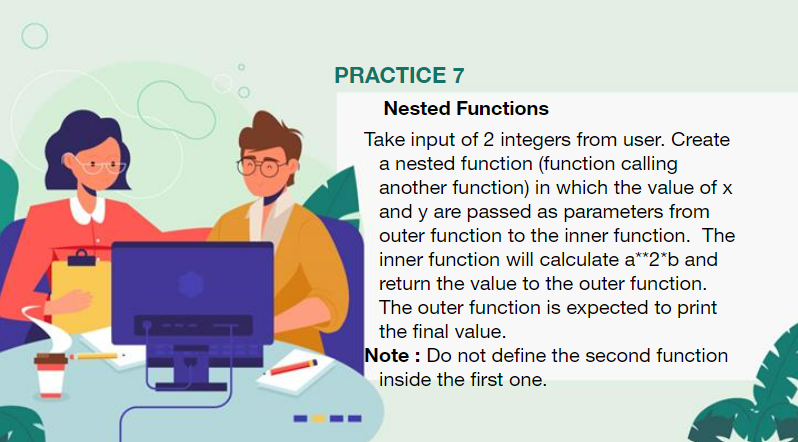 PRACTICE 7
Nested Functions
Take input of 2 integers from user. Create
a nested function (function calling
another function) in which the value of x
and y are passed as parameters from
outer function to the inner function.  The
inner function will calculate a**2*b and
return the value to the outer function.
The outer function is expected to print
the final value.
Note : Do not define the second function
inside the first one.